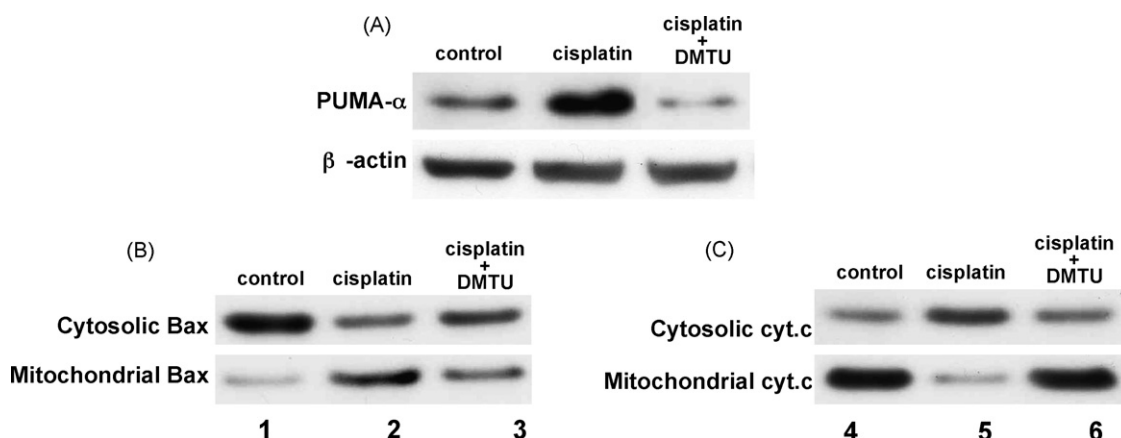 (A)
control cisplatin cisplatin + DMTU
PUMA-α
β -actin
(B)
control cisplatin cisplatin + DMTU
Cytosolic Bax
Mitochondrial Bax
1 2 3
(C)
control cisplatin cisplatin + DMTU
Cytosolic cyt.c
Mitochondrial cyt.c
4 5 6